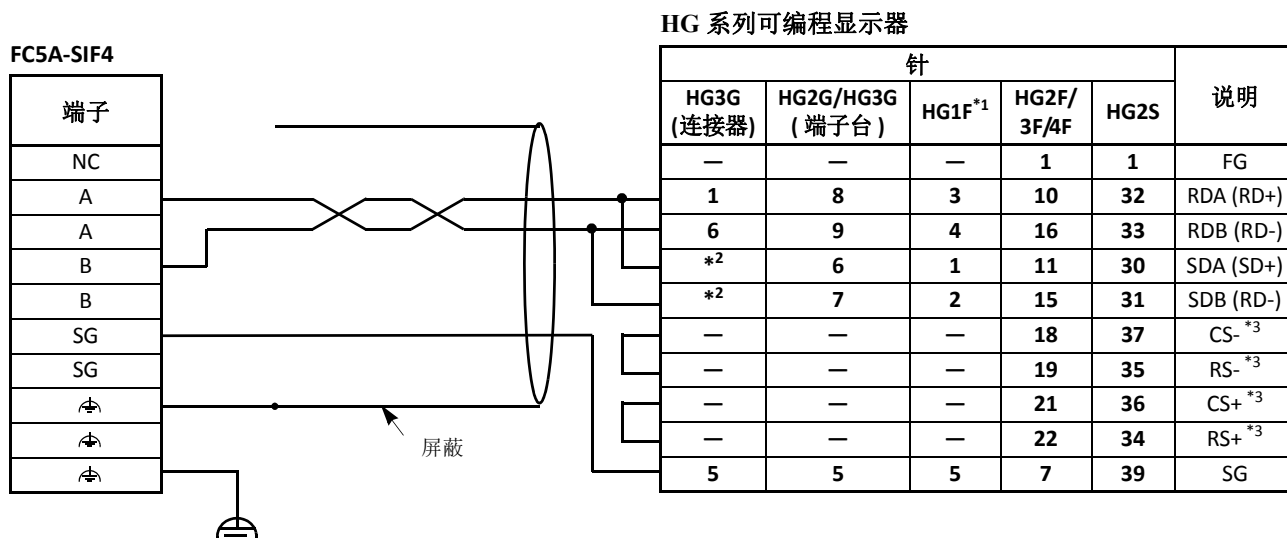 HG 系列可编程显示器
FC5A-SIF4
端子
NC
A
A
B
B
SG
SG
屏蔽
针 说明
HG3G (连接器) HG2G/HG3G (端子台) HG1F*1 HG2F/3F/4F HG2S
— — — 1 1 FG
1 8 3 10 32 RDA (RD+)
6 9 4 16 33 RDB (RD-)
*2 6 1 11 30 SDA (SD+)
*2 7 2 15 31 SDB (RD-)
— — — 18 37 CS- *3
— — — 19 35 RS- *3
— — — 21 36 CS+ *3
— — — 22 34 RS+ *3
5 5 5 7 39 SG